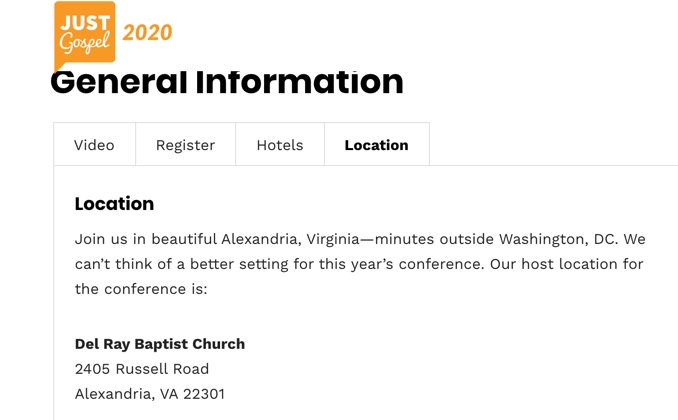 JUST
Gospel
2020
General Information
Video
Register
Hotels
Location
Location
Join us in beautiful Alexandria, Virginia—minutes outside Washington, DC. We
can’t think of a better setting for this year’s conference. Our host location for
the conference is:
Del Ray Baptist Church
2405 Russell Road
Alexandria, VA 22301